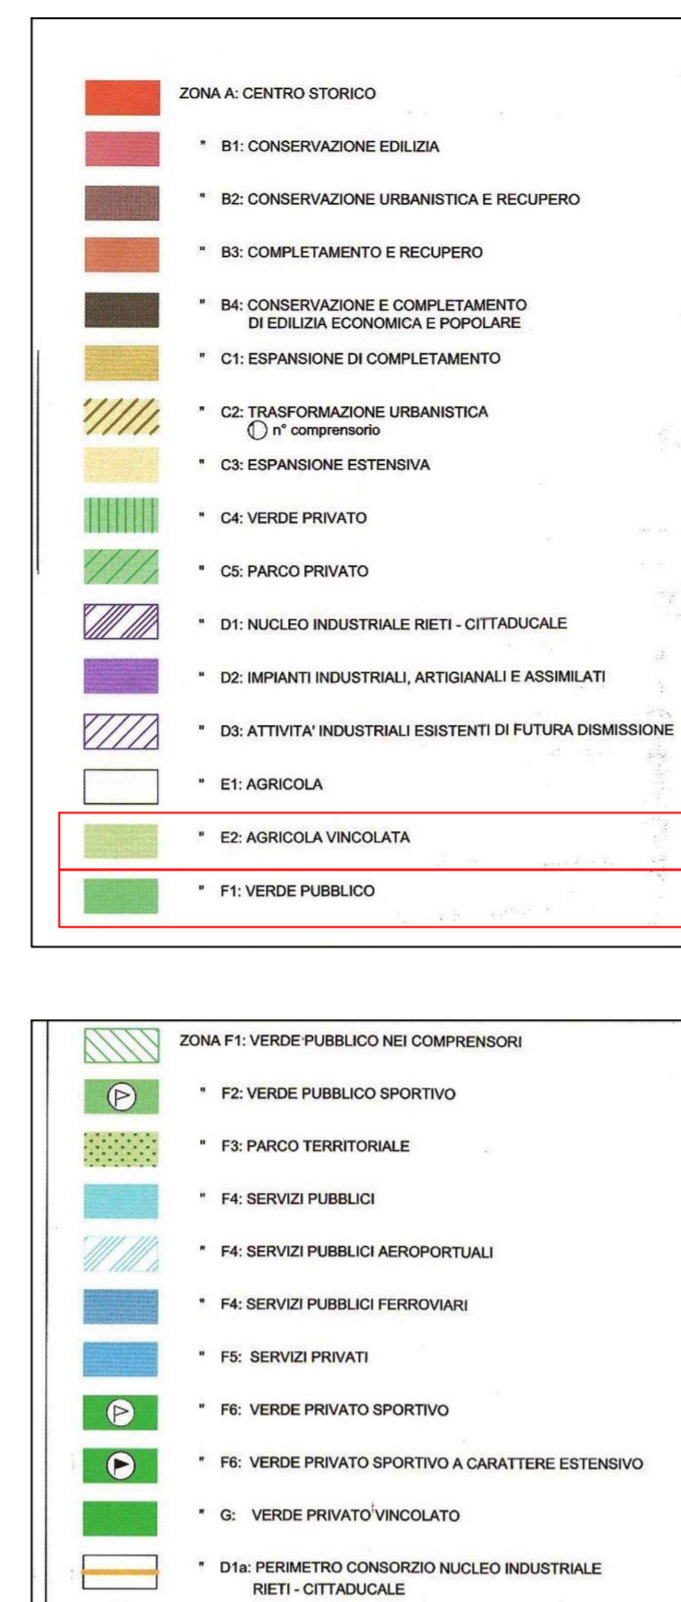 ZONA A: CENTRO STORICO
" B1: CONSERVAZIONE EDILIZIA
" B2: CONSERVAZIONE URBANISTICA E RECUPERO
" B3: COMPLETAMENTO E RECUPERO
" B4: CONSERVAZIONE E COMPLETAMENTO
DI EDILIZIA ECONOMICA E POPOLARE
" C1: ESPANSIONE DI COMPLETAMENTO
" C2: TRASFORMAZIONE URBANISTICA
n° comprensorio
" C3: ESPANSIONE ESTENSIVA
" C4: VERDE PRIVATO
" C5: PARCO PRIVATO
" D1: NUCLEO INDUSTRIALE RIETI - CITTADUCALE
" D2: IMPIANTI INDUSTRIALI, ARTIGIANALI E ASSIMILATI
" D3: ATTIVITA' INDUSTRIALI ESISTENTI DI FUTURA DISMISSIONE
" E1: AGRICOLA
" E2: AGRICOLA VINCOLATA
" F1: VERDE PUBBLICO
ZONA F1: VERDE PUBBLICO NEI COMPRENSORI
" F2: VERDE PUBBLICO SPORTIVO
" F3: PARCO TERRITORIALE
" F4: SERVIZI PUBBLICI
" F4: SERVIZI PUBBLICI AEROPORTUALI
" F4: SERVIZI PUBBLICI FERROVIARI
" F5: SERVIZI PRIVATI
" F6: VERDE PRIVATO SPORTIVO
" F6: VERDE PRIVATO SPORTIVO A CARATTERE ESTENSIVO
" G: VERDE PRIVATO VINCOLATO
" D1a: PERIMETRO CONSORZIO NUCLEO INDUSTRIALE
RIETI - CITTADUCALE